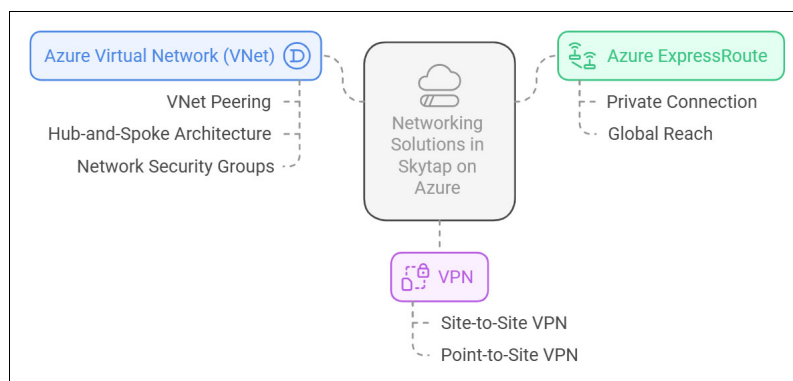 Azure Virtual Network (VNet)
VNet Peering
Hub-and-Spoke Architecture
Network Security Groups
Networking
Solutions in
Skytap on
Azure
Azure ExpressRoute
Private Connection
Global Reach
VPN
Site-to-Site VPN
Point-to-Site VPN